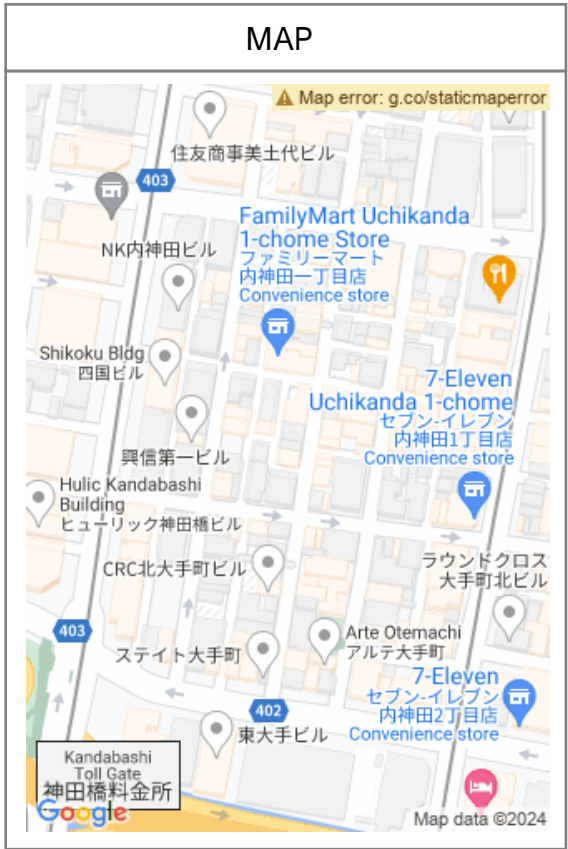 MAP
Map error: g.co/staticmaperror
住友商事美土代ビル
403
FamilyMart Uchikanda
1-chome Store
ファミリーマート
内神田一丁目店
Convenience store
NK内神田ビル
Shikoku Bldg
四国ビル
7-Eleven
Uchikanda 1-chome
セブン-イレブン
内神田1丁目店
Convenience store
興信第一ビル
Hulic Kandabashi
Building
ヒューリック神田橋ビル
CRC北大手町ビル
ラウンドクロス
大手町北ビル
403
Arte Otemachi
アルテ大手町
ステイト大手町
7-Eleven
セブン-イレブン
内神田2丁目店
Convenience store
402
東大手ビル
Kandabashi
Toll Gate
神田橋料金所
Google
Map data ©2024